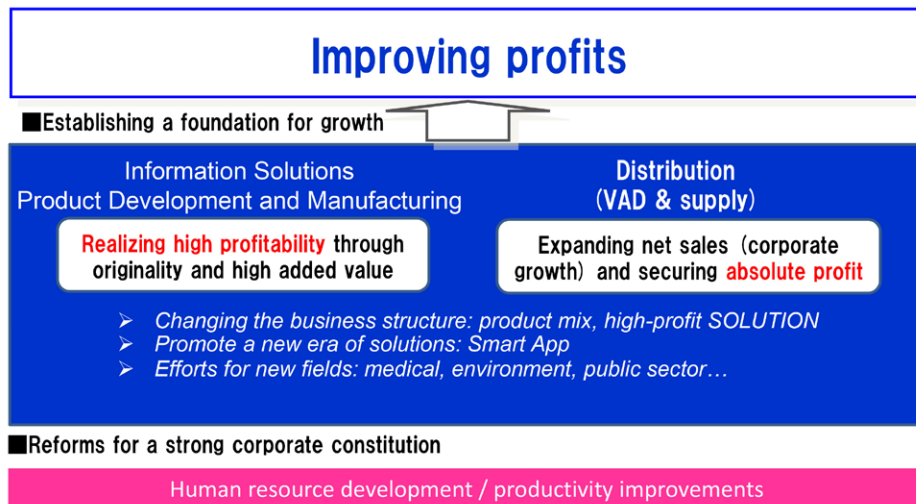 Improving profits
■Establishing a foundation for growth
Information Solutions
Product Development and Manufacturing
Realizing high profitability through
originality and high added value
Distribution
(VAD & supply)
Expanding net sales (corporate
growth) and securing absolute profit
➢ Changing the business structure: product mix, high-profit SOLUTION
➢ Promote a new era of solutions: Smart App
➢ Efforts for new fields: medical, environment, public sector…
■Reforms for a strong corporate constitution
Human resource development / productivity improvements